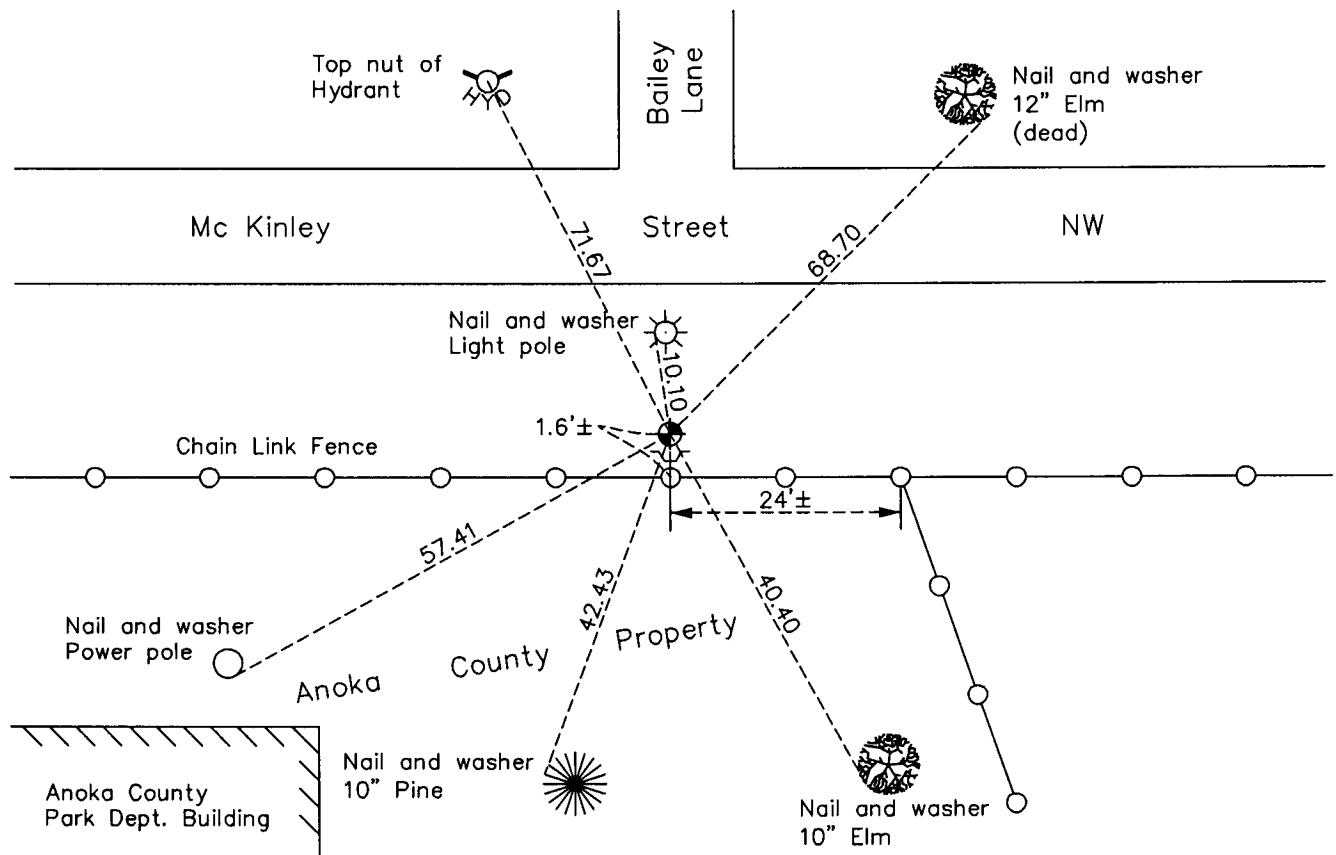 Top nut of
Hydrant
HYD
Bailey
Lane
Nail and washer
12" Elm
(dead)
Mc Kinley Street NW
71.67
68.70
Nail and washer
Light pole
10.10
1.6'±
Chain Link Fence
24'±
57.41
42.43
40.40
Nail and washer
Power pole
Anoka County Property
Nail and washer
10" Pine
Anoka County
Park Dept. Building
Nail and washer
10" Elm